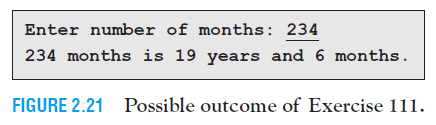 Enter number of months: 234
234 months is 19 years and 6 months.
FIGURE 2.21 Possible outcome of Exercise 111.